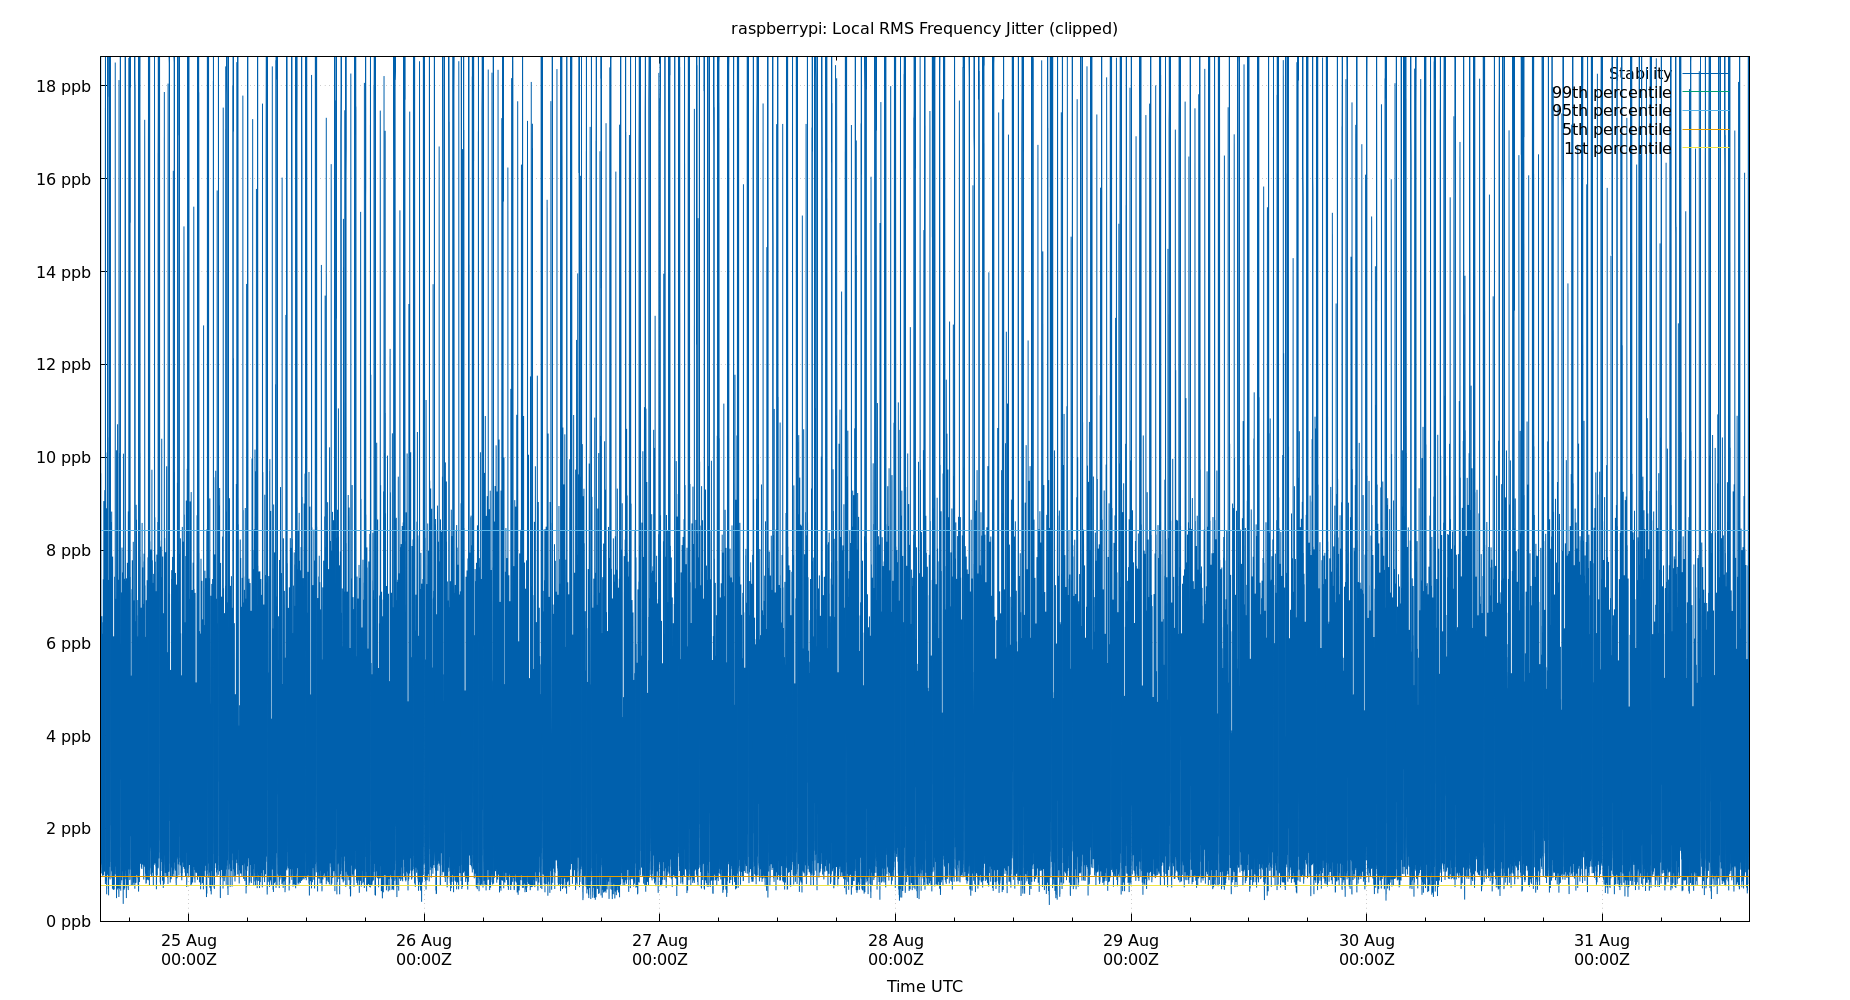 raspberrypi: Local RMS Frequency Jitter (clipped)
18 ppb
16 ppb
14 ppb
12 ppb
10 ppb
8 ppb
6 ppb
4 ppb
2 ppb
0 ppb
Stability
99th percentile
95th percentile
5th percentile
1st percentile
25 Aug 26 Aug 27 Aug 28 Aug 29 Aug 30 Aug 31 Aug
00:00Z 00:00Z 00:00Z 00:00Z 00:00Z 00:00Z 00:00Z
Time UTC